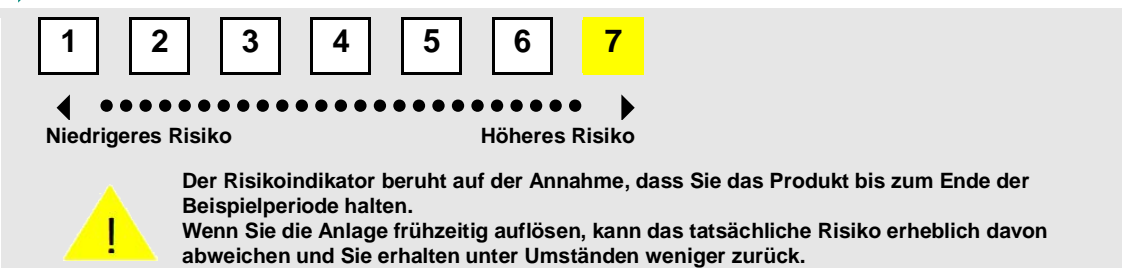 1 2 3 4 5 6 7
Niedrigeres Risiko Höheres Risiko
!
Der Risikoindikator beruht auf der Annahme, dass Sie das Produkt bis zum Ende der
Beispielperiode halten.
Wenn Sie die Anlage frühzeitig auflösen, kann das tatsächliche Risiko erheblich davon
abweichen und Sie erhalten unter Umständen weniger zurück.